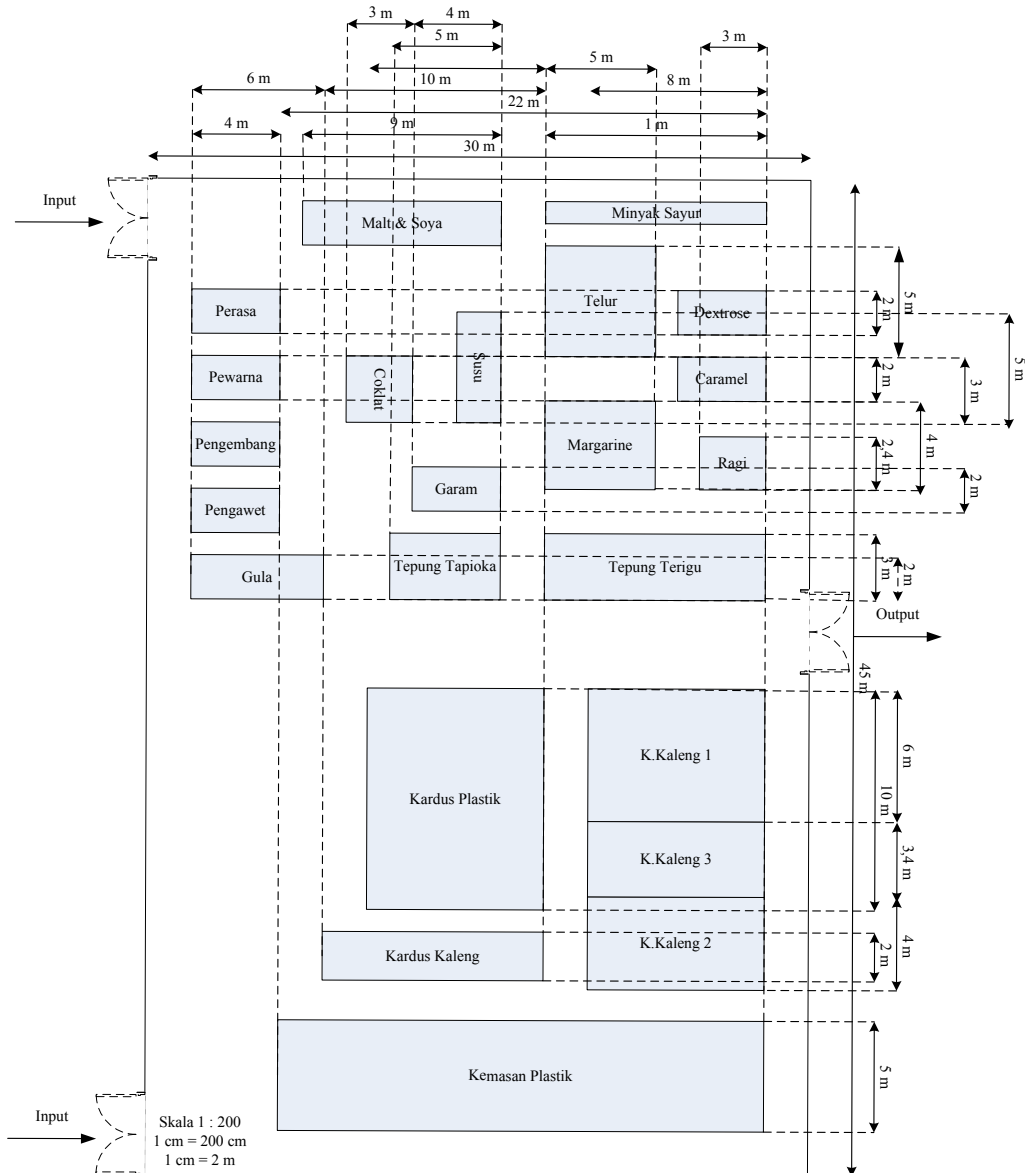 3 m
4 m
5 m
3 m
5 m
6 m
10 m
8 m
22 m
4 m
9 m
1 m
30 m
Input
Malt & Soya
Minyak Sayur
Telur
5 m
Perasa
Dextrose
2 m
Susu
5 m
Pewarna
Coklat
Caramel
2 m
3 m
Pengembang
Margarine
Ragi
2,4 m
4 m
Garam
2 m
Pengawet
Gula
Tepung Tapioka
Tepung Terigu
3 m
2 m
Output
45 m
K.Kaleng 1
6 m
Kardus Plastik
10 m
K.Kaleng 3
3,4 m
K.Kaleng 2
4 m
Kardus Kaleng
2 m
Kemasan Plastik
5 m
Input
Skala 1 : 200
1 cm = 200 cm
1 cm = 2 m